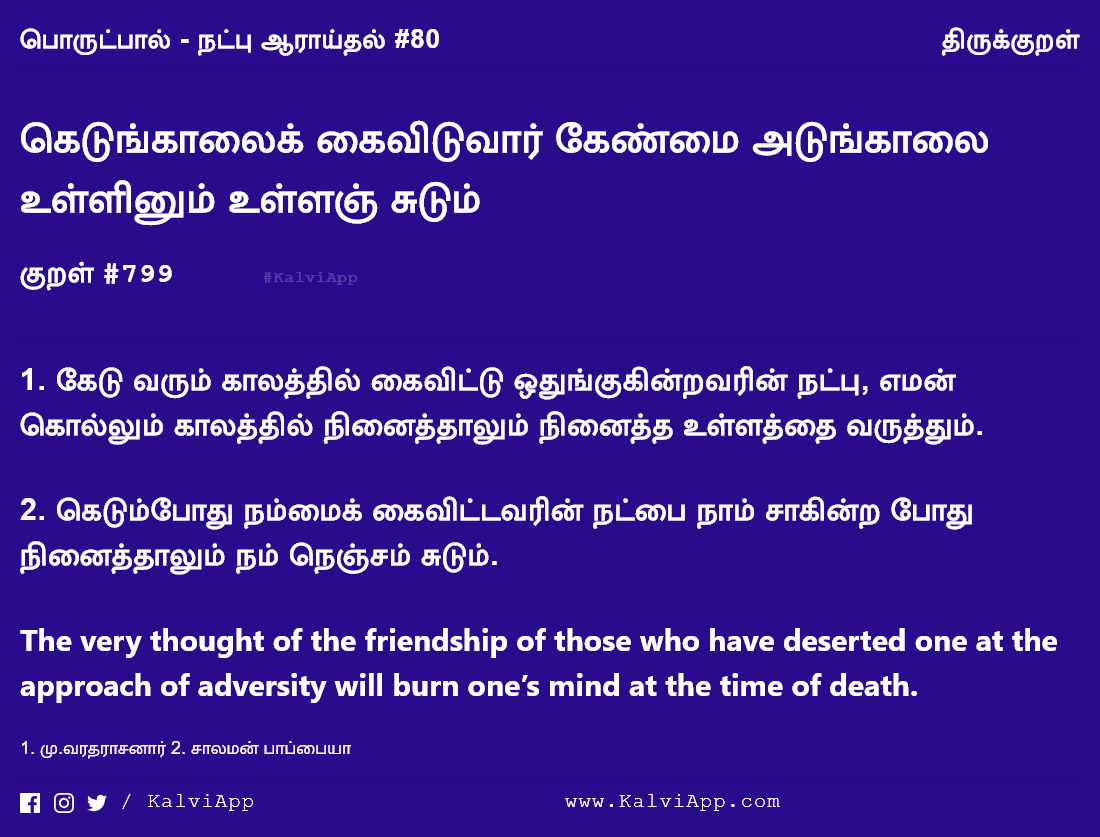 பொருட்பால் - நட்பு ஆராய்தல் #80 திருக்குறள்
கெடுங்காலைக் கைவிடுவார் கேண்மை அடுங்காலை
உள்ளினும் உள்ளஞ் சுடும்
குறள் #799 #KalviApp
1. கேடு வரும் காலத்தில் கைவிட்டு ஒதுங்குகின்றவரின் நட்பு, எமன்
கொல்லும் காலத்தில் நினைத்தாலும் நினைத்த உள்ளத்தை வருத்தும்.
2. கெடும்போது நம்மைக் கைவிட்டவரின் நட்பை நாம் சாகின்ற போது
நினைத்தாலும் நம் நெஞ்சம் சுடும்.
The very thought of the friendship of those who have deserted one at the
approach of adversity will burn one’s mind at the time of death.
1. மு.வரதராசனார் 2. சாலமன் பாப்பையா
/ KalviApp www.KalviApp.com